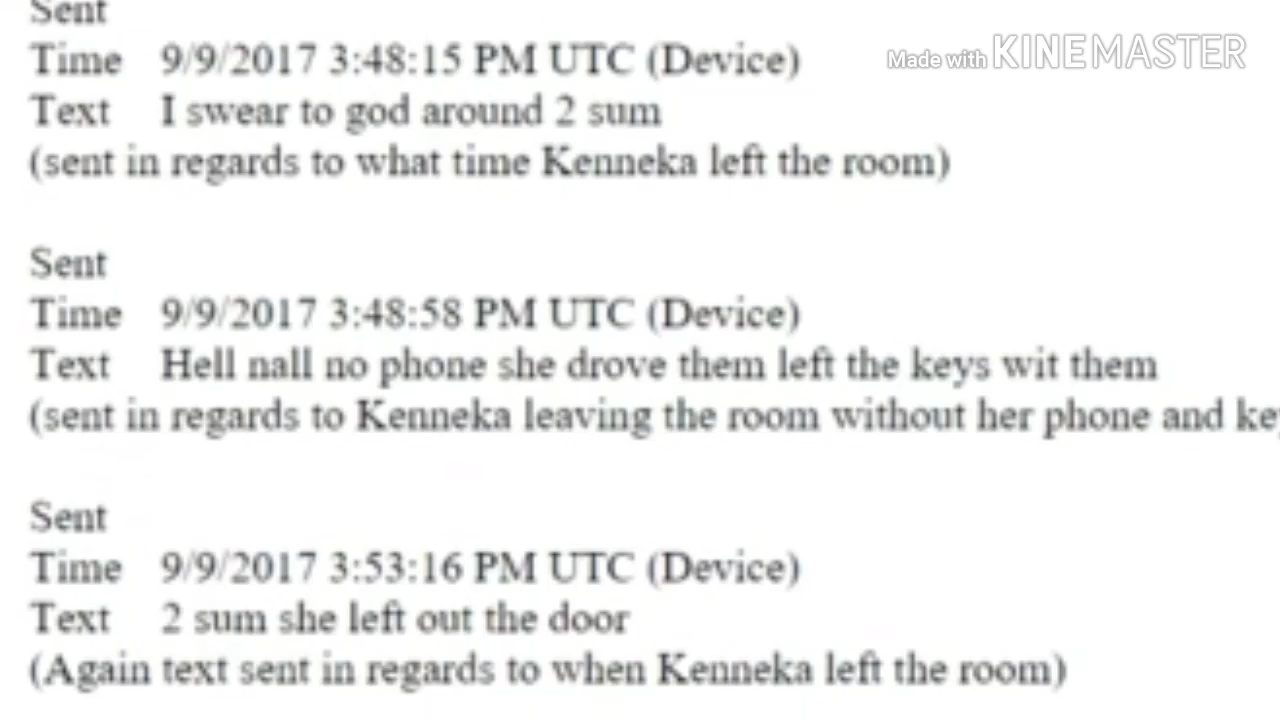 Sent
Time 9/9/2017 3:48:15 PM UTC (Device)
Made with KINEMASTER
Text I swear to god around 2 sum
(sent in regards to what time Kenneka left the room)
Sent
Time 9/9/2017 3:48:58 PM UTC (Device)
Text Hell nall no phone she drove them left the keys wit them
(sent in regards to Kenneka leaving the room without her phone and
Sent
Time 9/9/2017 3:53:16 PM UTC (Device)
Text 2 sum she left out the door
(Again text sent in regards to when Kenneka left the room)